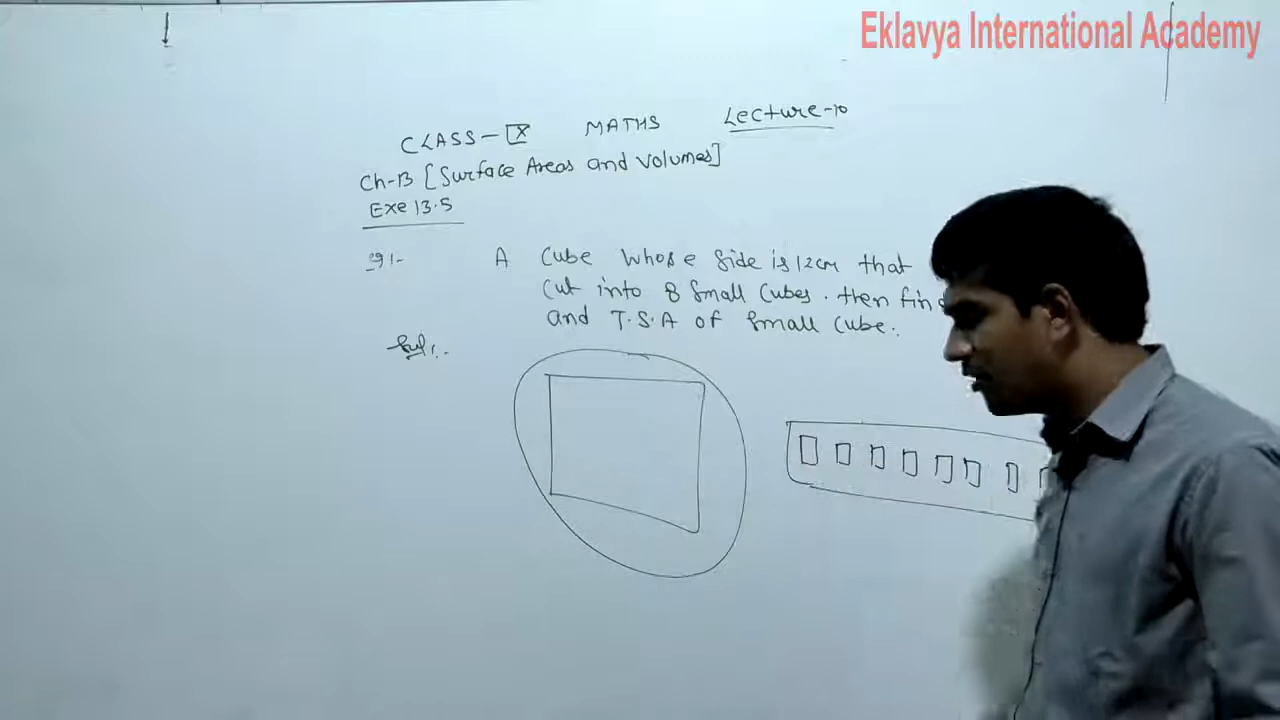 Eklavya International Academy
CLASS-IX MATHS Lecture-10
Ch-13 [Surface Areas and Volumes]
Exe 13.5
A Cube whose side is 12cm that
cut into 8 small cubes. then find
and T.S.A of small cube.
Sol:-